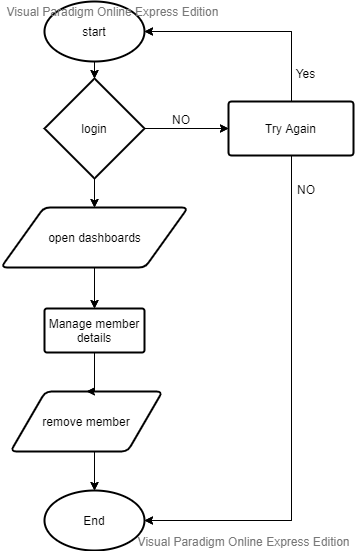 Visual Paradigm Online Express Edition
start
Yes
login
NO
Try Again
NO
open dashboards
Manage member
details
remove member
End
Visual Paradigm Online Express Edition